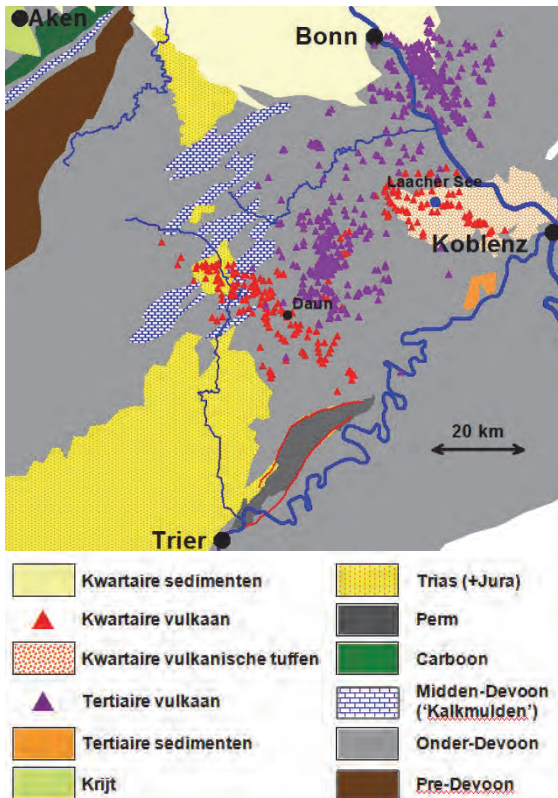 Aken
Bonn
Laacher See
Koblenz
Daun
20 km
Trier
Kwartaire sedimenten
Kwartaire vulkaan
Kwartaire vulkanische tuffen
Tertiaire vulkaan
Tertiaire sedimenten
Krijt
Trias (+Jura)
Perm
Carboon
Midden-Devoon
('Kalkmulden')
Onder-Devoon
Pre-Devoon